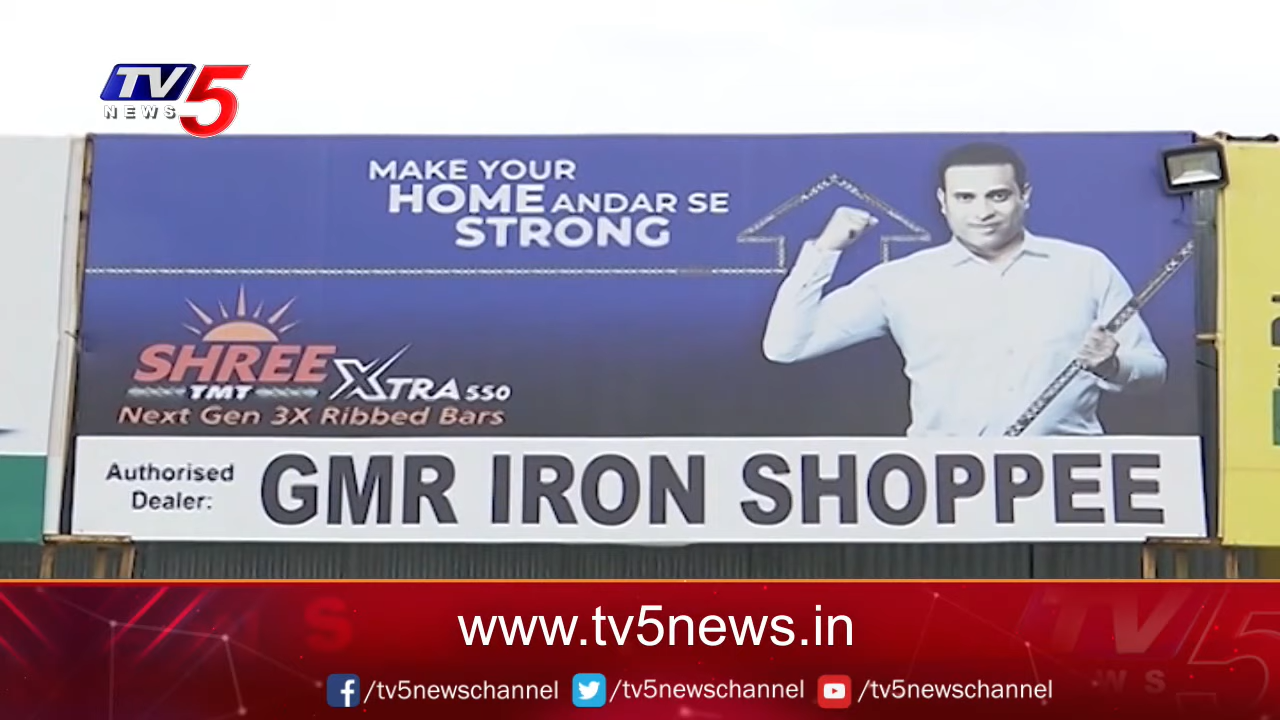 TV5
NEWS
MAKE YOUR
HOME ANDAR SE
STRONG
SHREE
TMT
XTRA 550
Next Gen 3X Ribbed Bars
Authorised
Dealer:
GMR IRON SHOPPEE
www.tv5news.in
/tv5newschannel /tv5newschannel /tv5newschannel